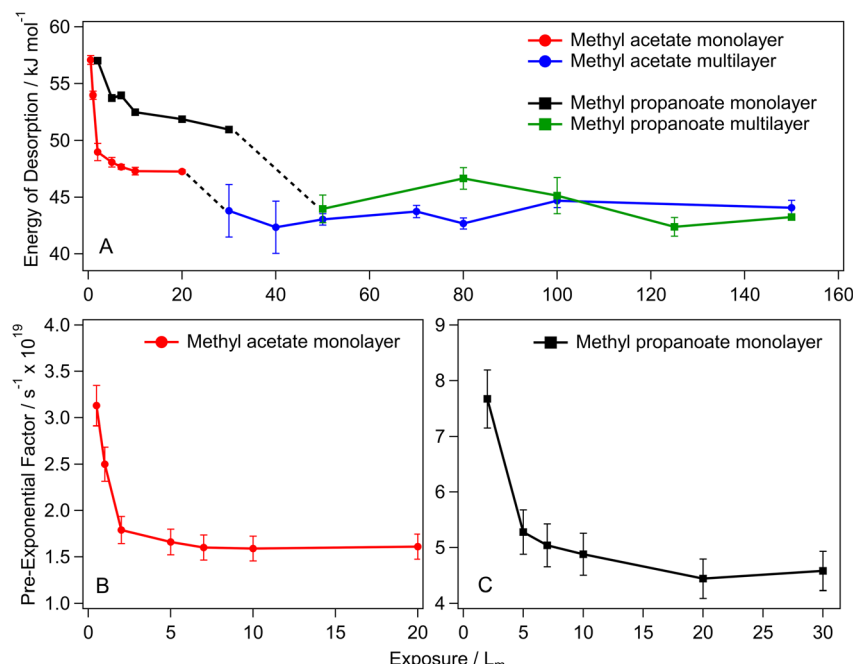 60
55
50
45
40
Energy of Desorption / kJ mol⁻¹
Methyl acetate monolayer
Methyl acetate multilayer
Methyl propanoate monolayer
Methyl propanoate multilayer
A
0 20 40 60 80 100 120 140 160
4.0
3.5
3.0
2.5
2.0
1.5
1.0
Pre-Exponential Factor / s⁻¹ x 10¹⁹
Methyl acetate monolayer
B
0 5 10 15 20
9
8
7
6
5
4
Methyl propanoate monolayer
C
0 5 10 15 20 25 30
Exposure / Lₘ